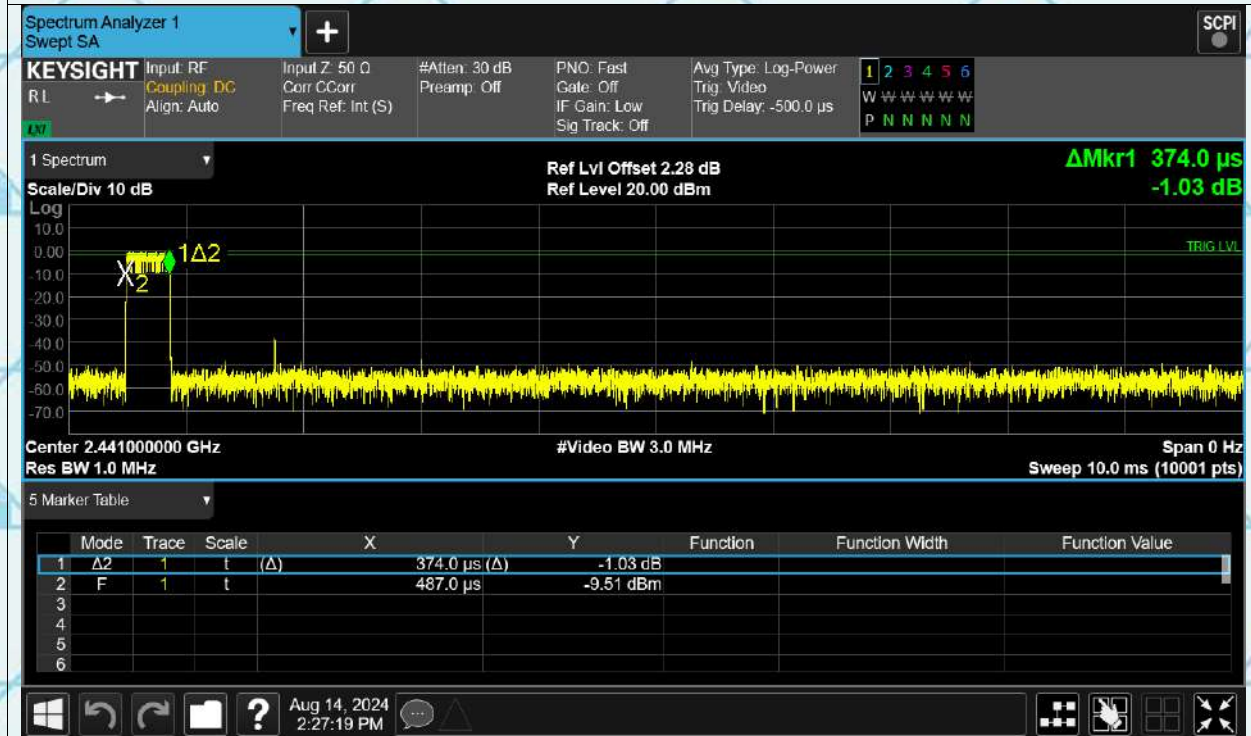 Spectrum Analyzer 1
Swept SA
+
SCPI
KEYSIGHT
RL
LXI
Input: RF
Coupling: DC
Align: Auto
Input Z: 50 Ω
Corr CCorr
Freq Ref: Int (S)
#Atten: 30 dB
Preamp: Off
PNO: Fast
Gate: Off
IF Gain: Low
Sig Track: Off
Avg Type: Log-Power
Trig: Video
Trig Delay: -500.0 µs
1 2 3 4 5 6
W W W W W W
P N N N N N
1 Spectrum
Scale/Div 10 dB
Ref Lvl Offset 2.28 dB
Ref Level 20.00 dBm
ΔMkr1 374.0 µs
-1.03 dB
Log
10.0
0.00
-10.0
-20.0
-30.0
-40.0
-50.0
-60.0
-70.0
1Δ2
X2
TRIG LVL
Center 2.441000000 GHz
Res BW 1.0 MHz
#Video BW 3.0 MHz
Span 0 Hz
Sweep 10.0 ms (10001 pts)
5 Marker Table
Mode Trace Scale X Y Function Function Width Function Value
1 Δ2 1 t (Δ) 374.0 µs (Δ) -1.03 dB
2 F 1 t 487.0 µs -9.51 dBm
3
4
5
6
?
Aug 14, 2024
2:27:19 PM